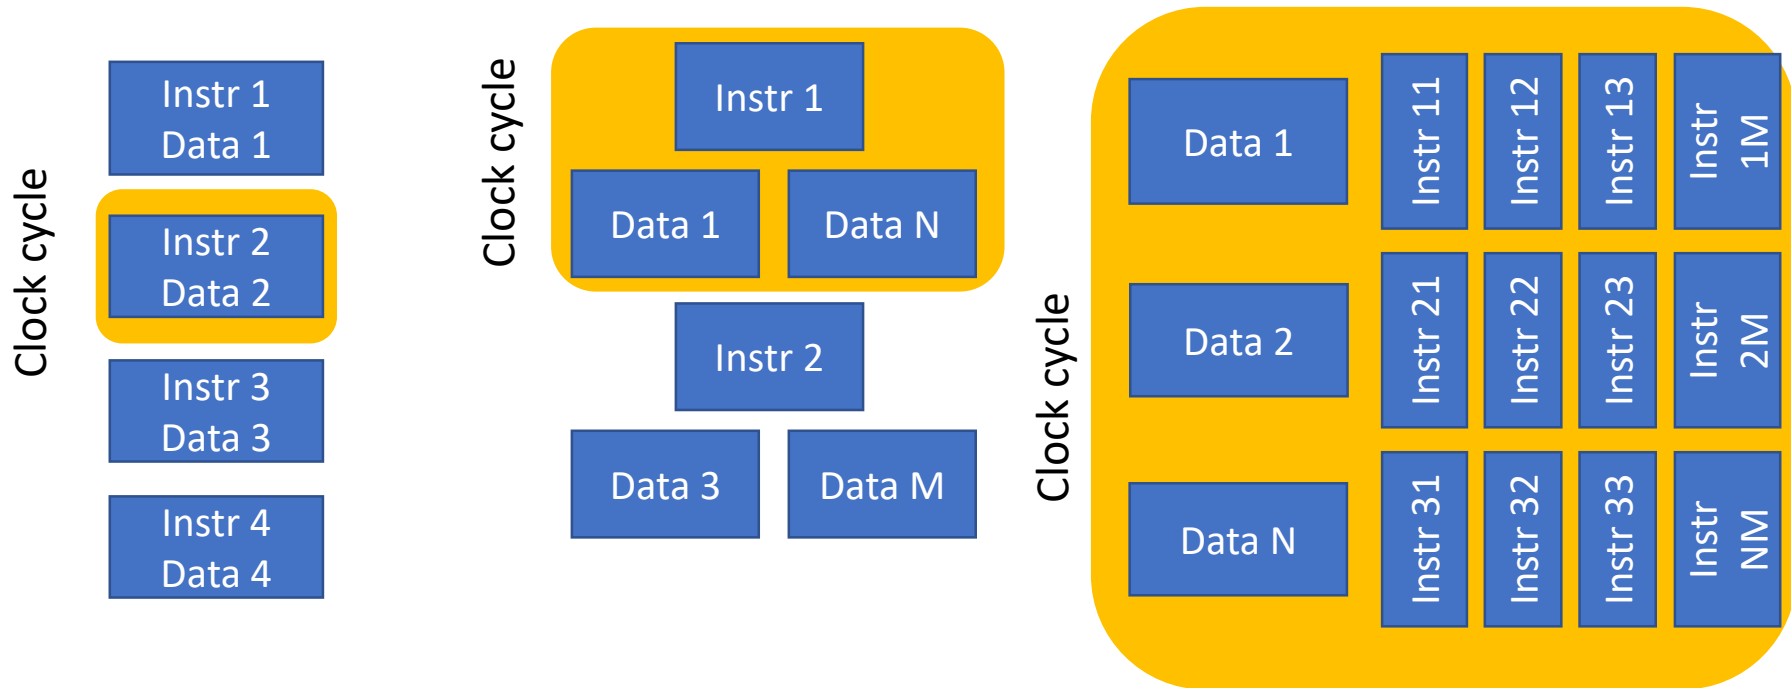 Clock cycle
Instr 1
Data 1
Instr 2
Data 2
Instr 3
Data 3
Instr 4
Data 4
Clock cycle
Instr 1
Data 1
Data N
Instr 2
Data 3
Data M
Clock cycle
Data 1
Instr 11
Instr 12
Instr 13
Instr
1M
Data 2
Instr 21
Instr 22
Instr 23
Instr
2M
Data N
Instr 31
Instr 32
Instr 33
Instr
NM